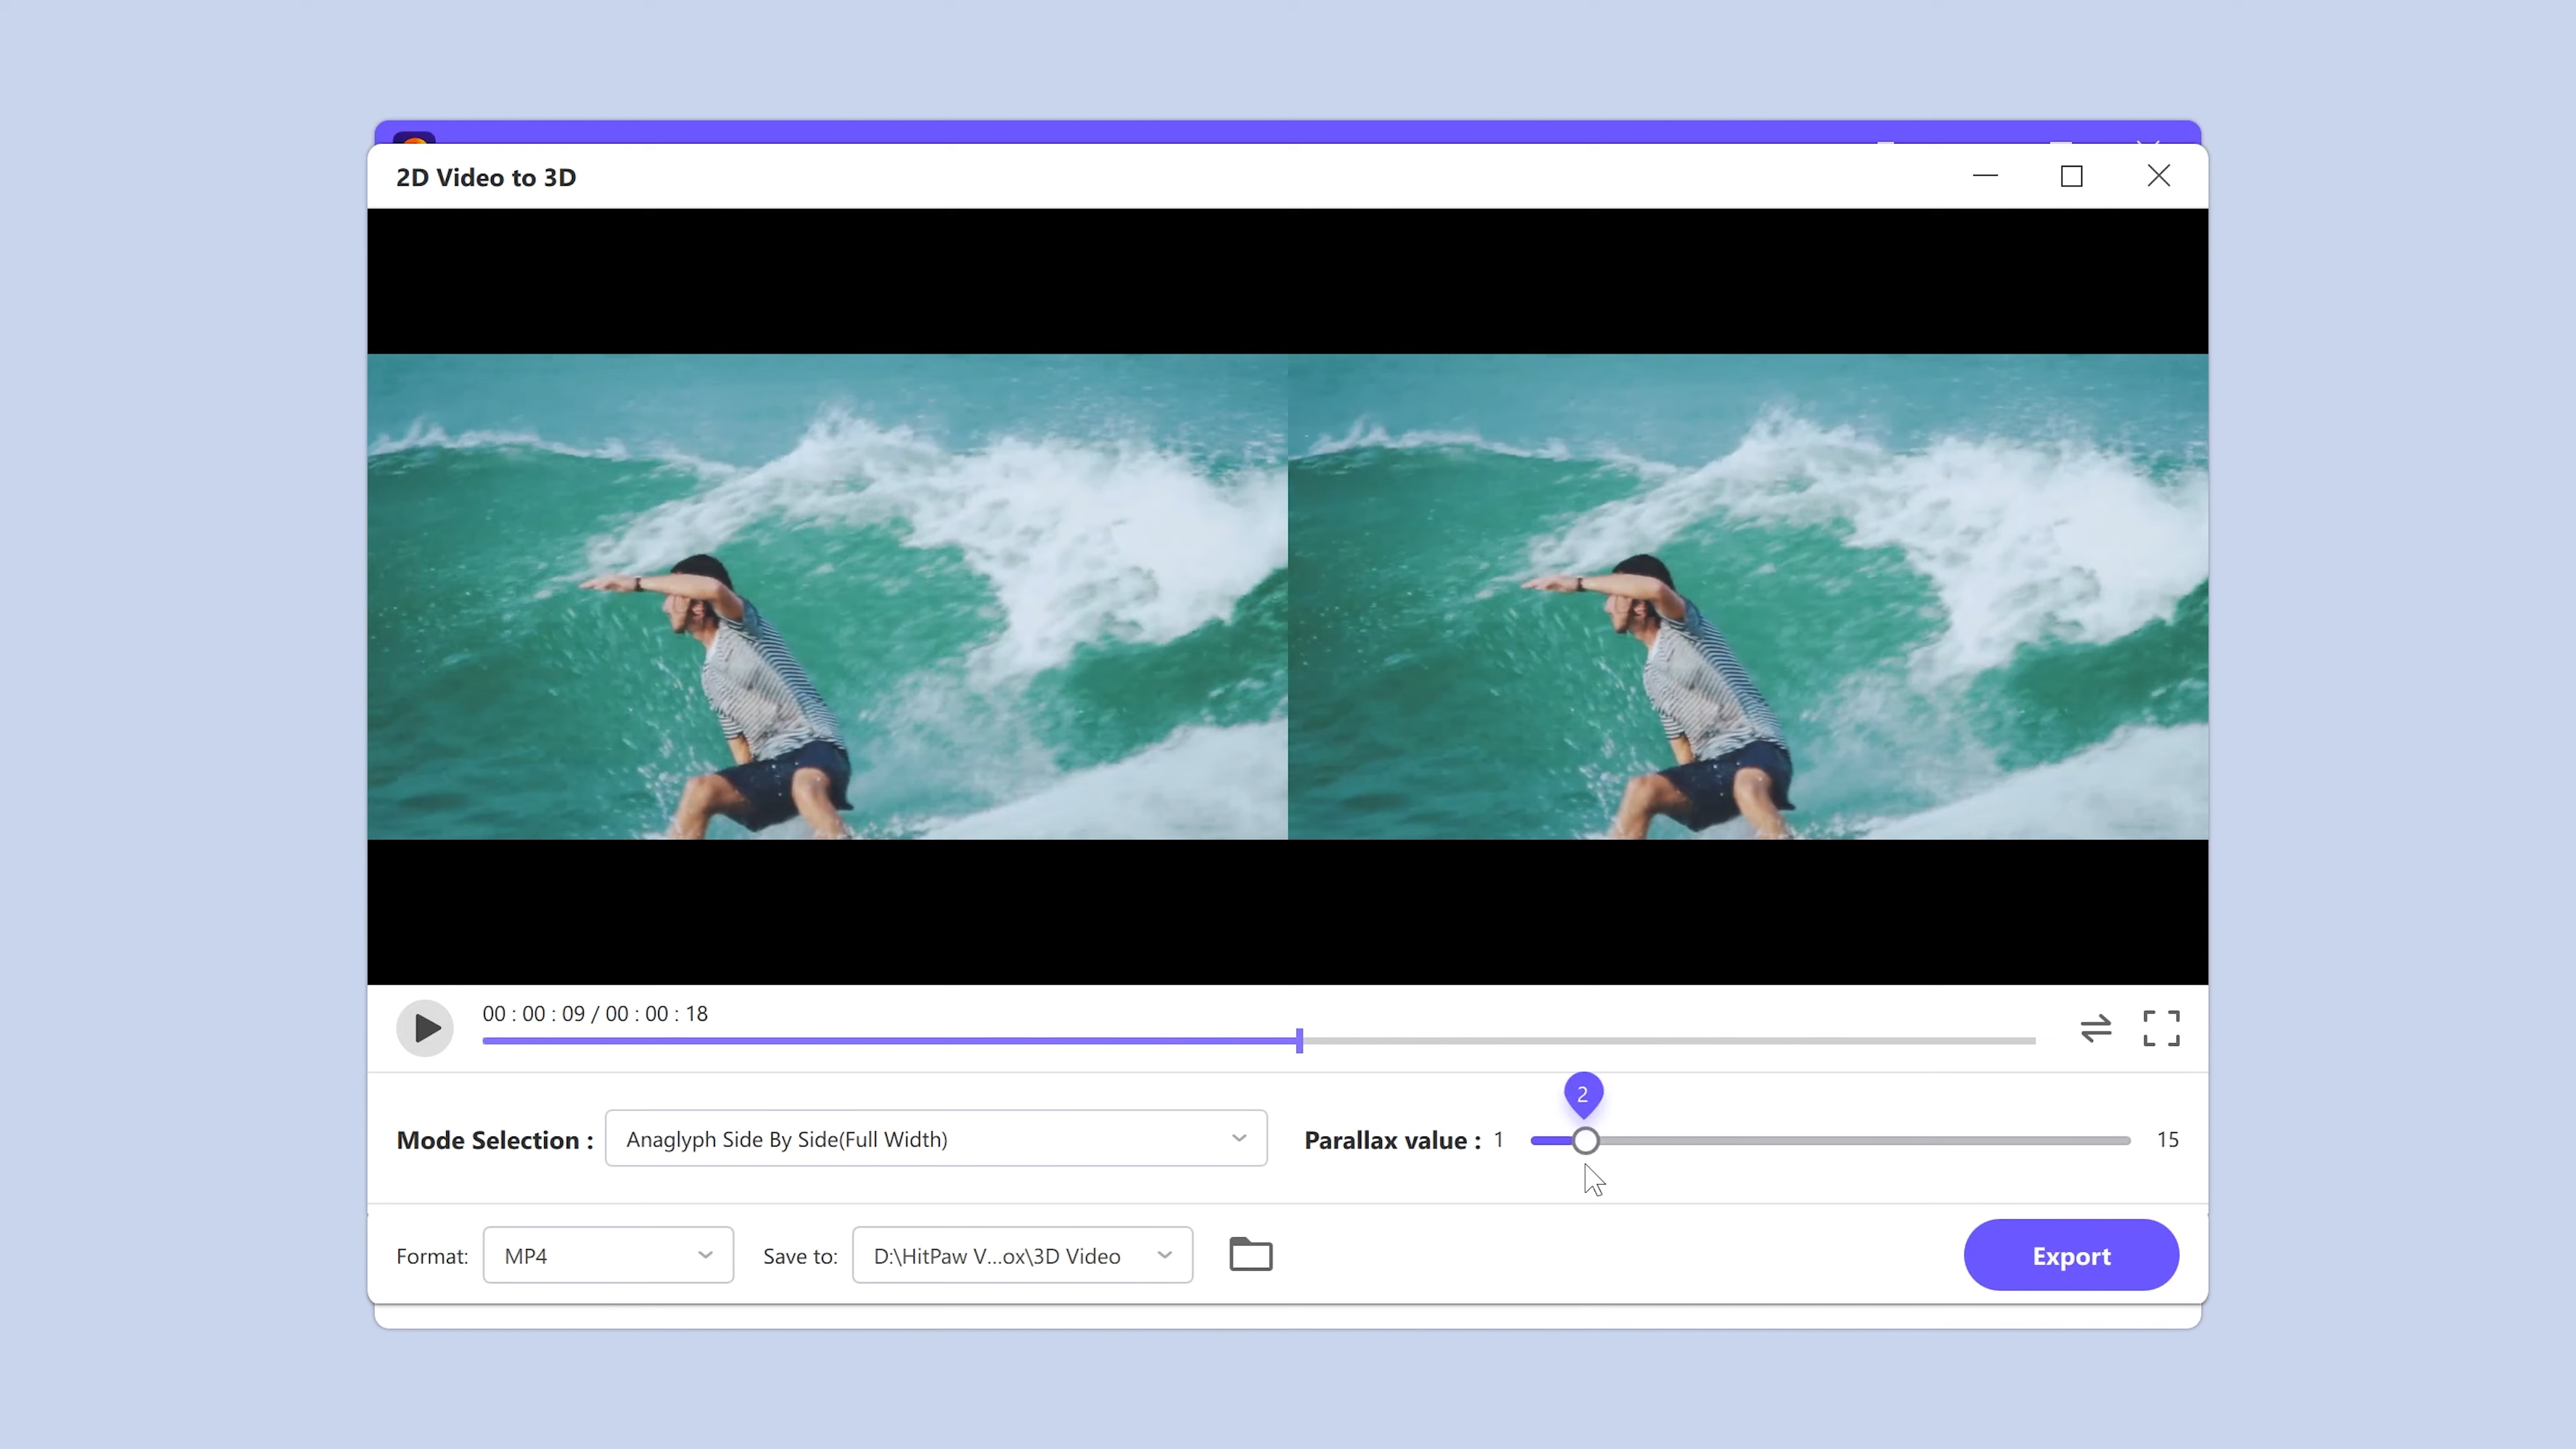 2D Video to 3D
00 : 00 : 09 / 00 : 00 : 18
2
Mode Selection : Anaglyph Side By Side(Full Width) Parallax value : 1 15
Format: MP4 Save to: D:\HitPaw V...ox\3D Video Export